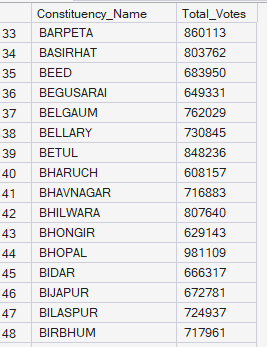 Constituency_Name Total_Votes
33 BARPETA 860113
34 BASIRHAT 803762
35 BEED 683950
36 BEGUSARAI 649331
37 BELGAUM 762029
38 BELLARY 730845
39 BETUL 848236
40 BHARUCH 608157
41 BHAVNAGAR 716883
42 BHILWARA 807640
43 BHONGIR 629143
44 BHOPAL 981109
45 BIDAR 666317
46 BIJAPUR 672781
47 BILASPUR 724937
48 BIRBHUM 717961